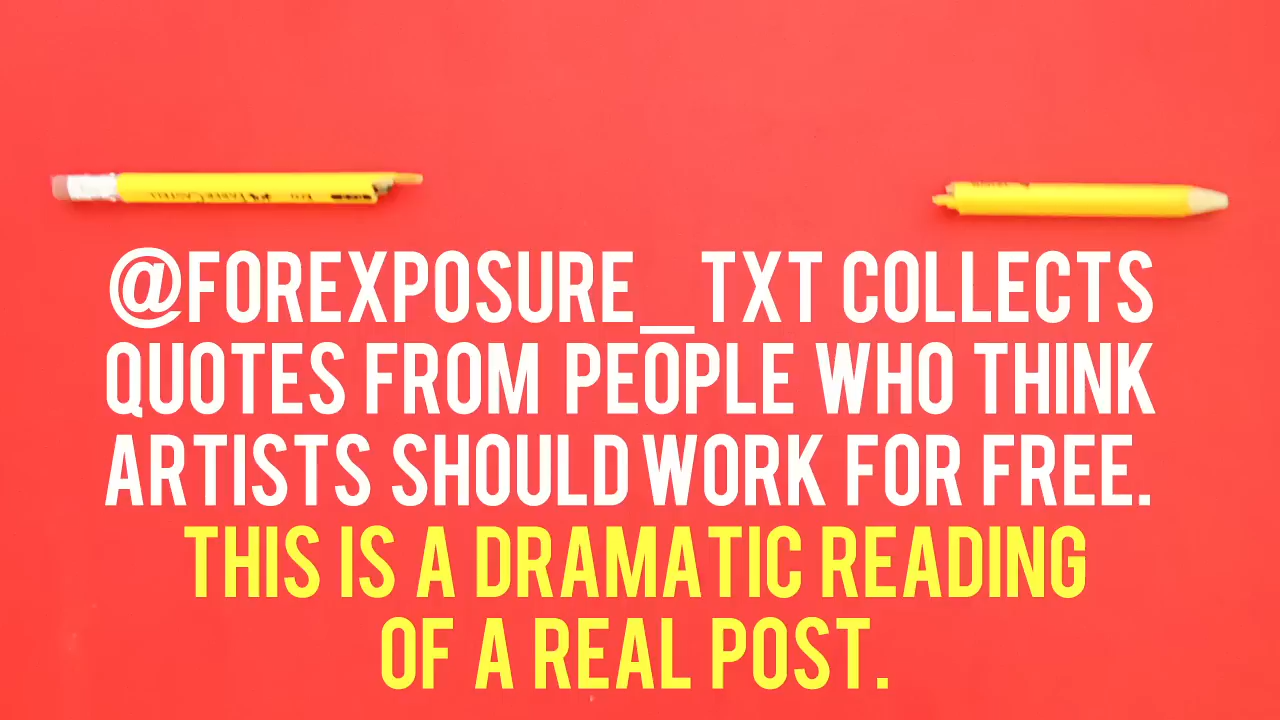 @FOREXPOSURE_TXT COLLECTS
QUOTES FROM PEOPLE WHO THINK
ARTISTS SHOULD WORK FOR FREE.
THIS IS A DRAMATIC READING
OF A REAL POST.